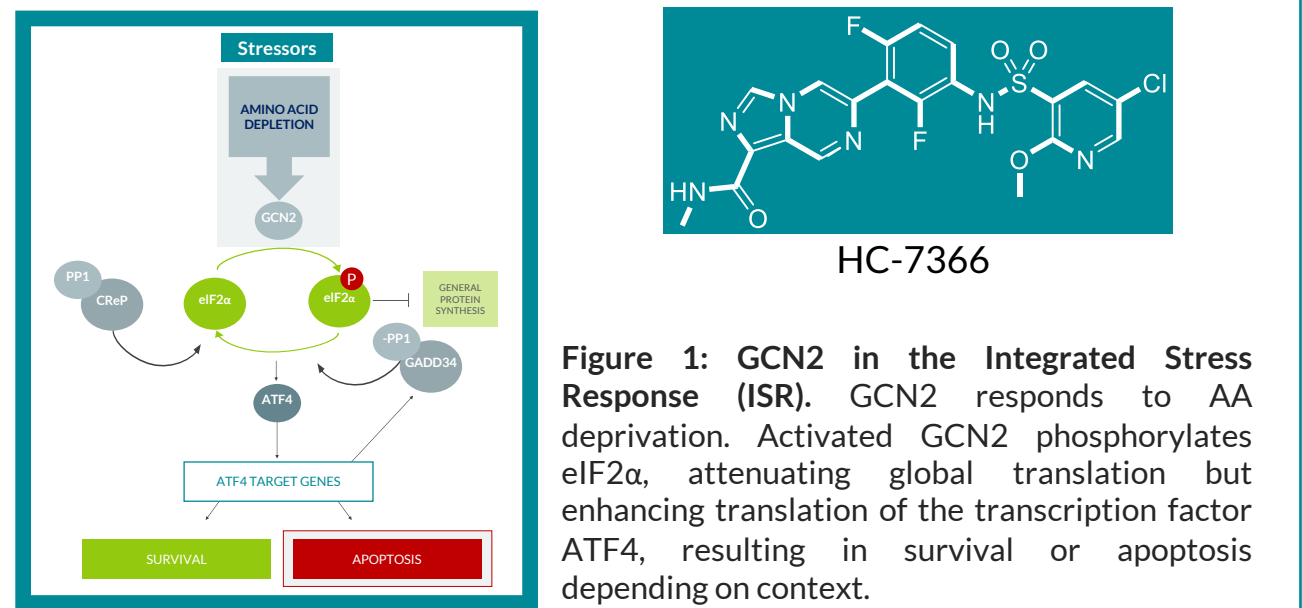 Stressors
AMINO ACID
DEPLETION
GCN2
PP1
CReP
eIF2α
P
eIF2α
GENERAL
PROTEIN
SYNTHESIS
-PP1
GADD34
ATF4
ATF4 TARGET GENES
SURVIVAL
APOPTOSIS
F
O O
S
Cl
N
N
H
N
N
F
O
N
HN
O
HC-7366
Figure 1: GCN2 in the Integrated Stress
Response (ISR). GCN2 responds to AA
deprivation. Activated GCN2 phosphorylates
eIF2α, attenuating global translation but
enhancing translation of the transcription factor
ATF4, resulting in survival or apoptosis
depending on context.